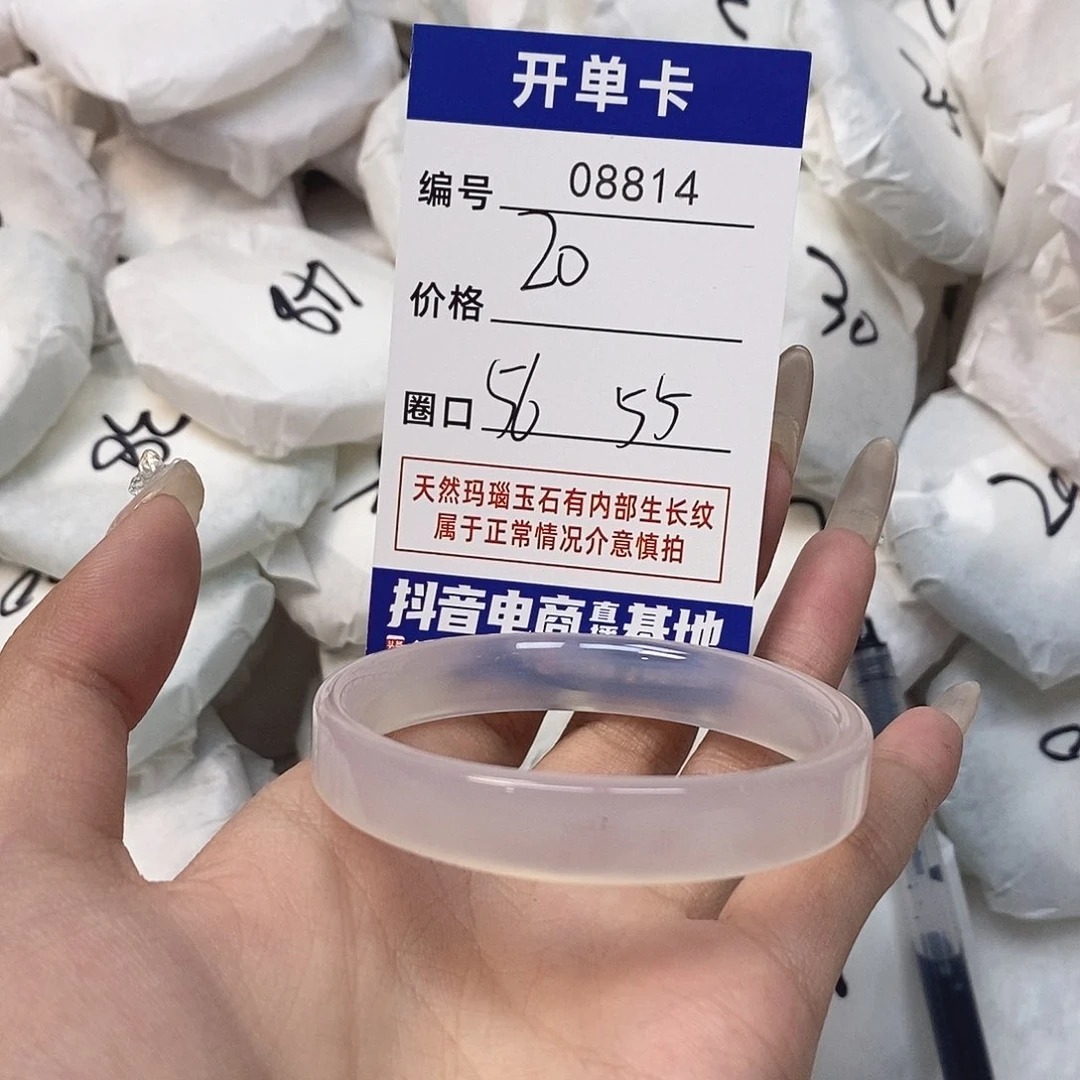 开单卡
编号 08814
价格 20
圈口 56 55
天然玛瑙玉石有内部生长纹
属于正常情况介意慎拍
抖音电商直播基地
30